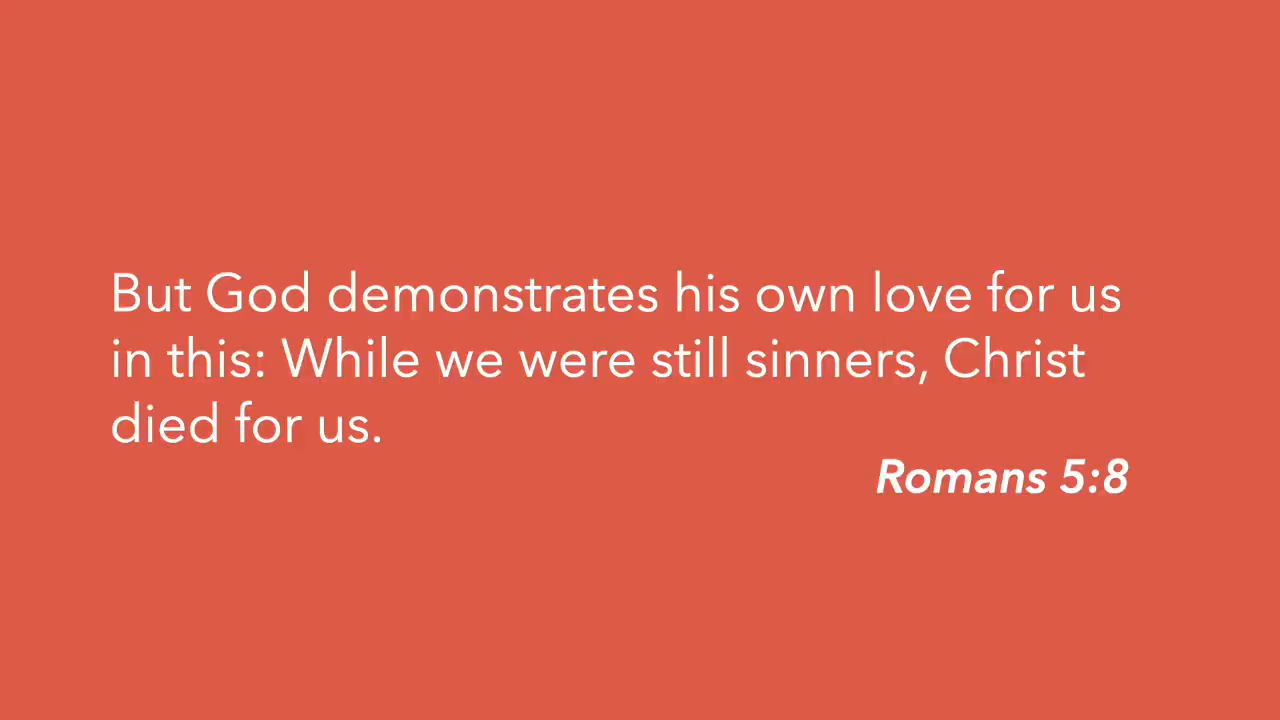 But God demonstrates his own love for us
in this: While we were still sinners, Christ
died for us.
Romans 5:8